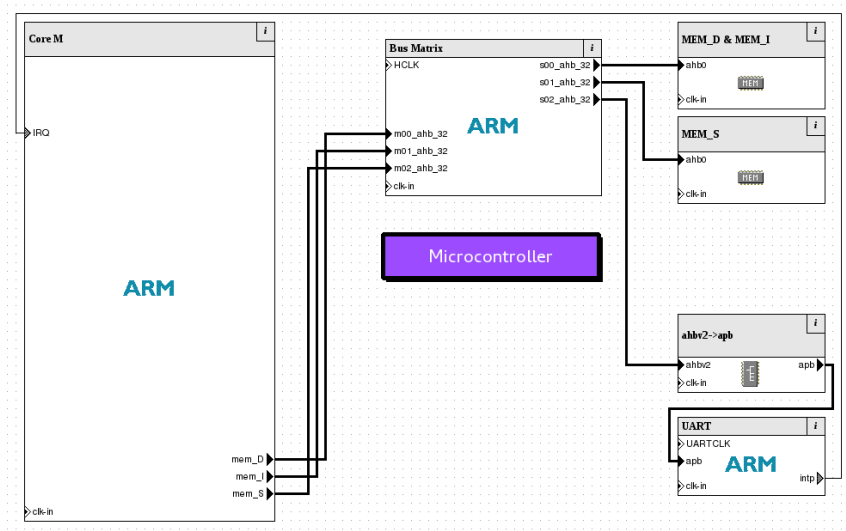 Core M
i
IRQ
ARM
mem_D
mem_I
mem_S
clk-in
Bus Matrix
i
HCLK
s00_ahb_32
s01_ahb_32
s02_ahb_32
ARM
m00_ahb_32
m01_ahb_32
m02_ahb_32
clk-in
Microcontroller
MEM_D & MEM_I
i
ahb0
MEM
clk-in
MEM_S
i
ahb0
MEM
clk-in
ahbv2->apb
i
ahbv2
apb
clk-in
UART
i
UARTCLK
apb
ARM
intp
clk-in